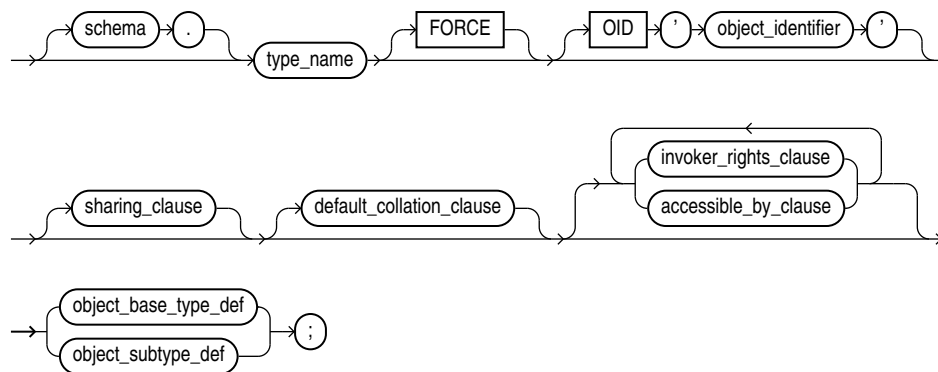 schema . type_name FORCE OID ' object_identifier '
sharing_clause default_collation_clause invoker_rights_clause
accessible_by_clause
object_base_type_def
object_subtype_def ;